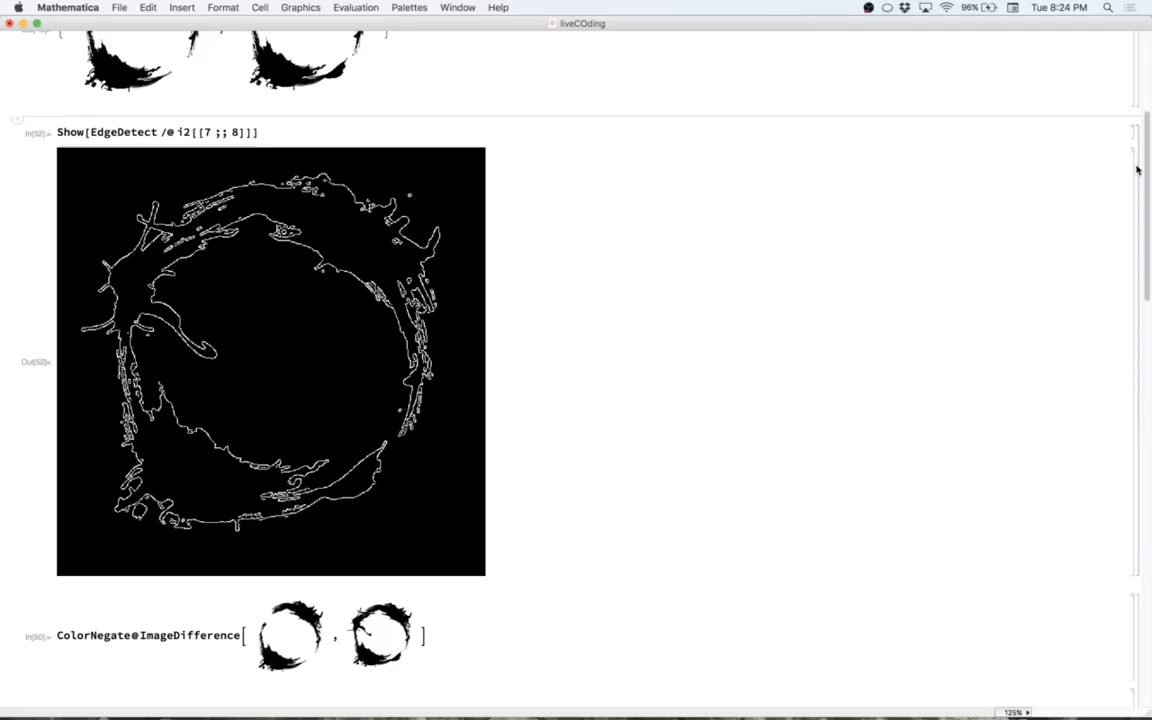 Mathematica File Edit Insert Format Graphics Cell Evaluation Palettes Window Help 96% Tue 8:24 PM
liveCOding
In[52]:= Show[EdgeDetect /@ i2[[7 ;; 8]]]
Out[52]=
In[50]:= ColorNegate@ImageDifference[ , ]
125%